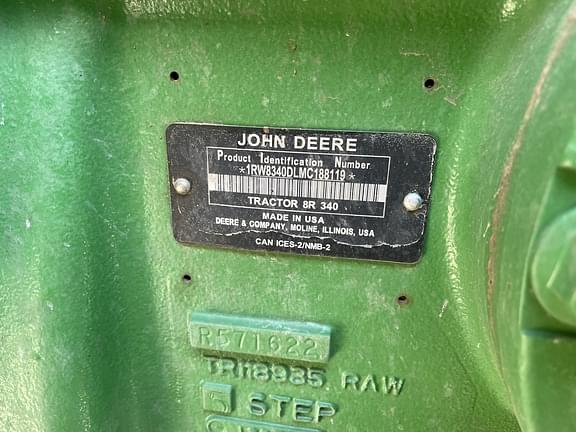 JOHN DEERE
Product Identification Number
*1RW8340DLMC188119*
TRACTOR 8R 340
MADE IN USA
DEERE & COMPANY, MOLINE, ILLINOIS, USA
CAN ICES-2/NMB-2
R571622
TR118985. RAW
5 STEP